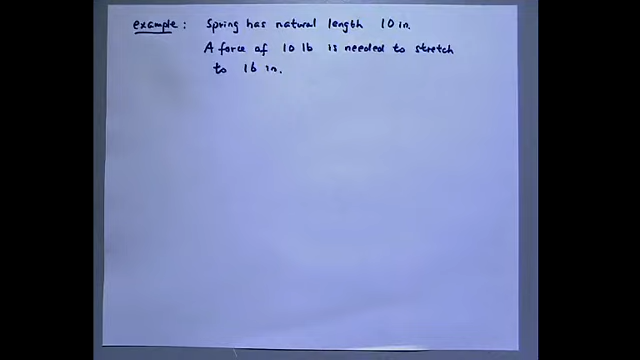 example: Spring has natural length 10 in.
A force of 10 lb is needed to stretch
to 16 in.